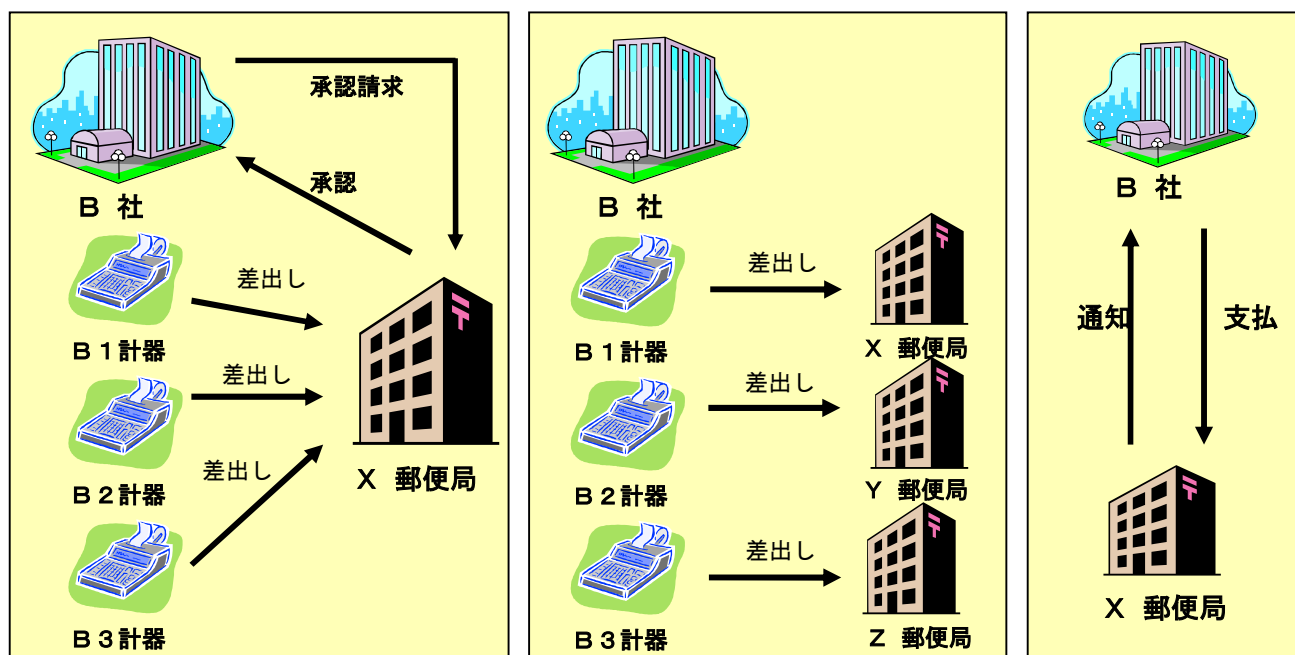 承認請求
承認
B 社
差出し
B1計器
X 郵便局
差出し
B2計器
差出し
B3計器
B 社
差出し
B1計器
X 郵便局
差出し
B2計器
Y 郵便局
差出し
B3計器
Z 郵便局
B 社
通知
支払
X 郵便局